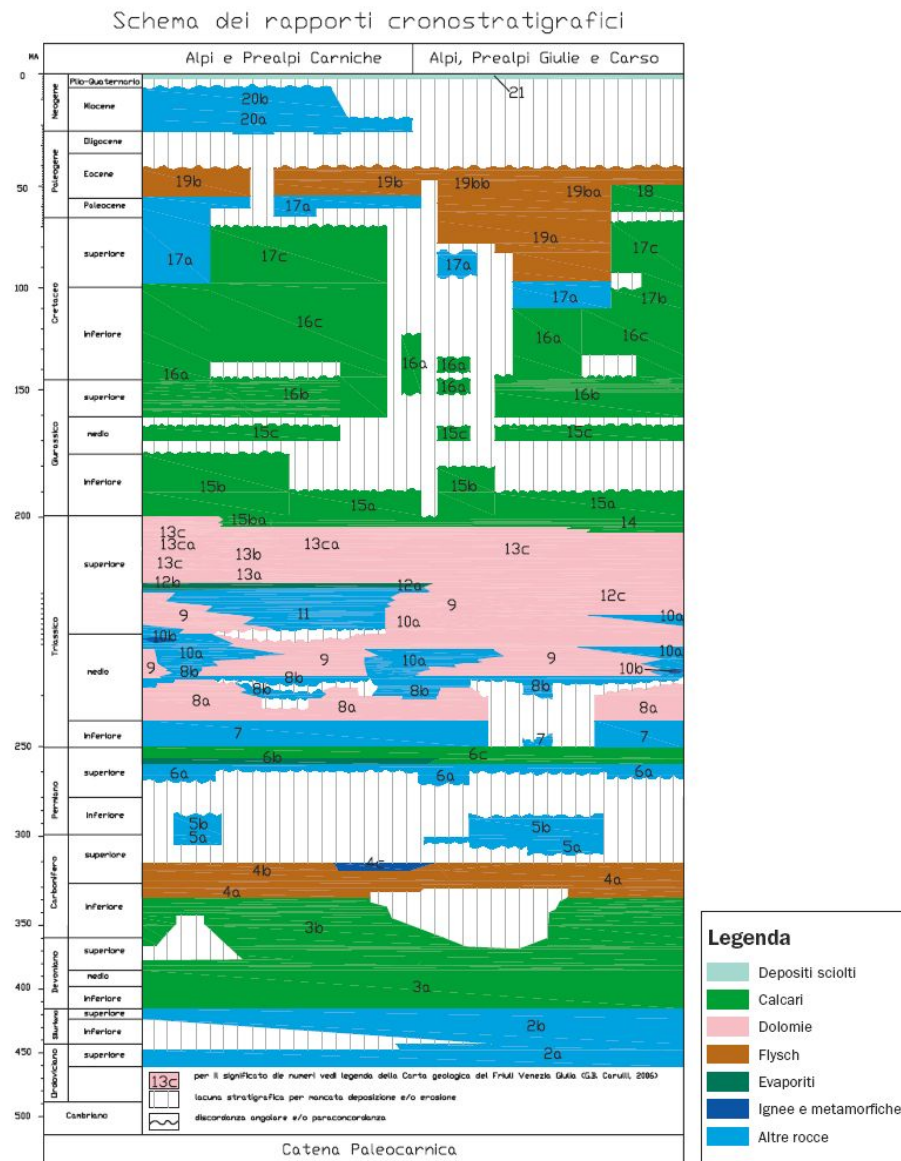 Schema dei rapporti cronostratigrafici
MA
Alpi e Prealpi Carniche
Alpi, Prealpi Giulie e Carso
0
Neogene
Plio-Quaternario
21
Miocene
20b
20a
Paleogene
Oligocene
Eocene
19b
19b
19bb
19ba
18
50
Paleocene
17a
19a
Cretaceo
superiore
17a
17c
17a
17c
100
17a
17b
inferiore
16c
16a
16c
16a
16a
16a
16a
150
Giurassico
superiore
16b
16b
medio
15c
15c
15c
inferiore
15b
15a
15b
15a
200
15ba
14
Triassico
superiore
13c
13ca
13ca
13c
13b
13c
13a
12b
12a
12c
9
9
11
10a
10a
10b
medio
10a
9
10a
9
10a
9
8b
8b
10b
8b
8b
8b
8a
8a
8a
inferiore
7
7
7
250
6b
6c
Permiano
superiore
6a
6a
6a
inferiore
5b
5b
300
5a
5a
Carbonifero
superiore
4c
4b
4a
4a
inferiore
3b
350
Devoniano
superiore
medio
3a
400
inferiore
Siluriano
superiore
inferiore
2b
450
Ordoviciano
superiore
2a
13c
per il significato die numeri vedi legenda della Carta geologica del Friuli Venezia Giulia (G.B. Carulli, 2006)
lacuna stratigrafica per mancata deposizione e/o erosione
500
Cambriano
discordanza angolare e/o paraconcordanza
Catena Paleocarnica
Legenda
Depositi sciolti
Calcari
Dolomie
Flysch
Evaporiti
Ignee e metamorfiche
Altre rocce